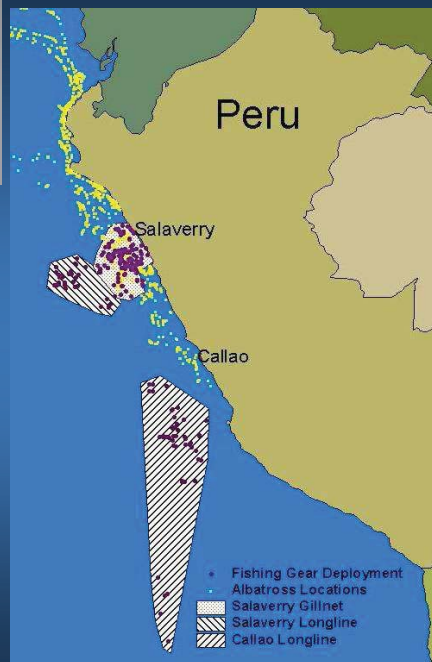 Peru
Salaverry
Callao
Fishing Gear Deployment
Albatross Locations
Salaverry Gillnet
Salaverry Longline
Callao Longline